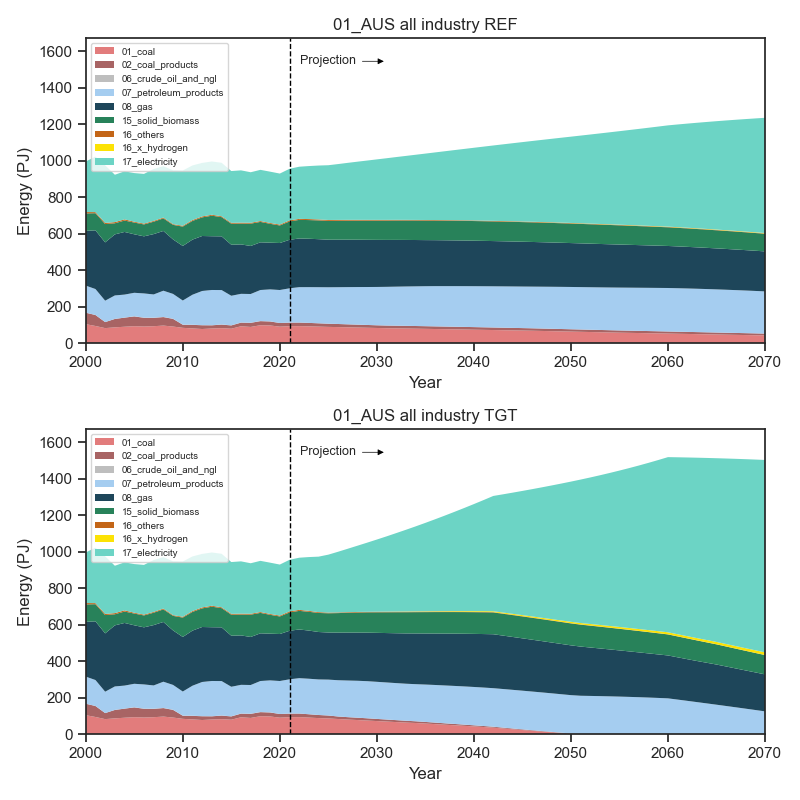 01_AUS all industry REF
1600
1400
1200
1000
800
600
400
200
0
Energy (PJ)
01_coal
02_coal_products
06_crude_oil_and_ngl
07_petroleum_products
08_gas
15_solid_biomass
16_others
16_x_hydrogen
17_electricity
Projection
2000 2010 2020 2030 2040 2050 2060 2070
Year
01_AUS all industry TGT
1600
1400
1200
1000
800
600
400
200
0
Energy (PJ)
01_coal
02_coal_products
06_crude_oil_and_ngl
07_petroleum_products
08_gas
15_solid_biomass
16_others
16_x_hydrogen
17_electricity
Projection
2000 2010 2020 2030 2040 2050 2060 2070
Year